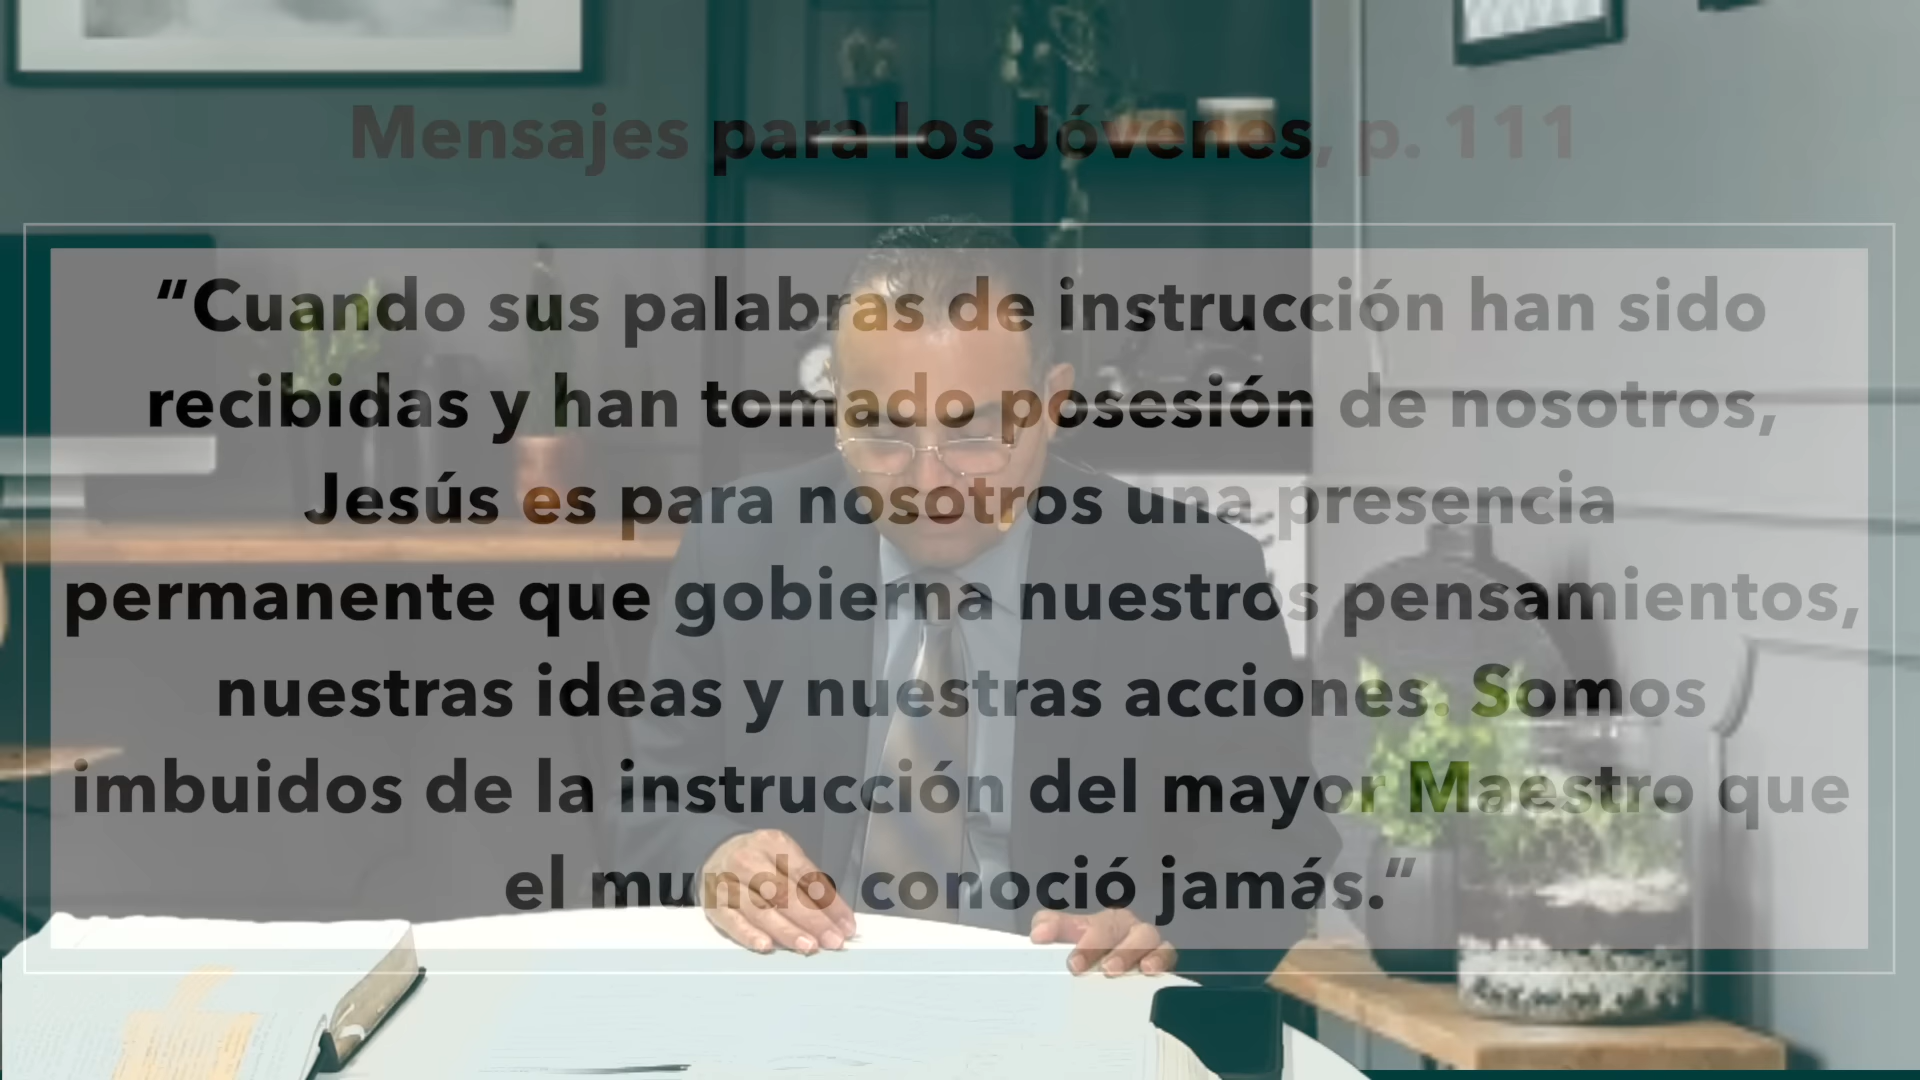 Mensajes para los Jóvenes, p. 111
“Cuando sus palabras de instrucción han sido
recibidas y han tomado posesión de nosotros,
Jesús es para nosotros una presencia
permanente que gobierna nuestros pensamientos,
nuestras ideas y nuestras acciones. Somos
imbuidos de la instrucción del mayor Maestro que
el mundo conoció jamás.“